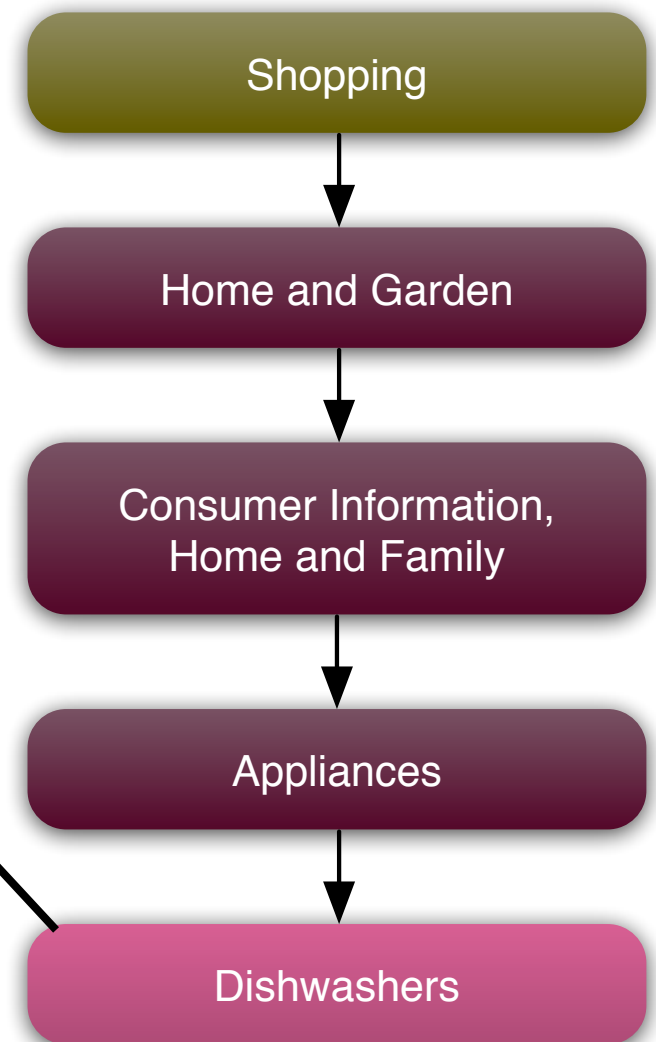 Shopping
Home and Garden
Consumer Information,
Home and Family
Appliances
Dishwashers